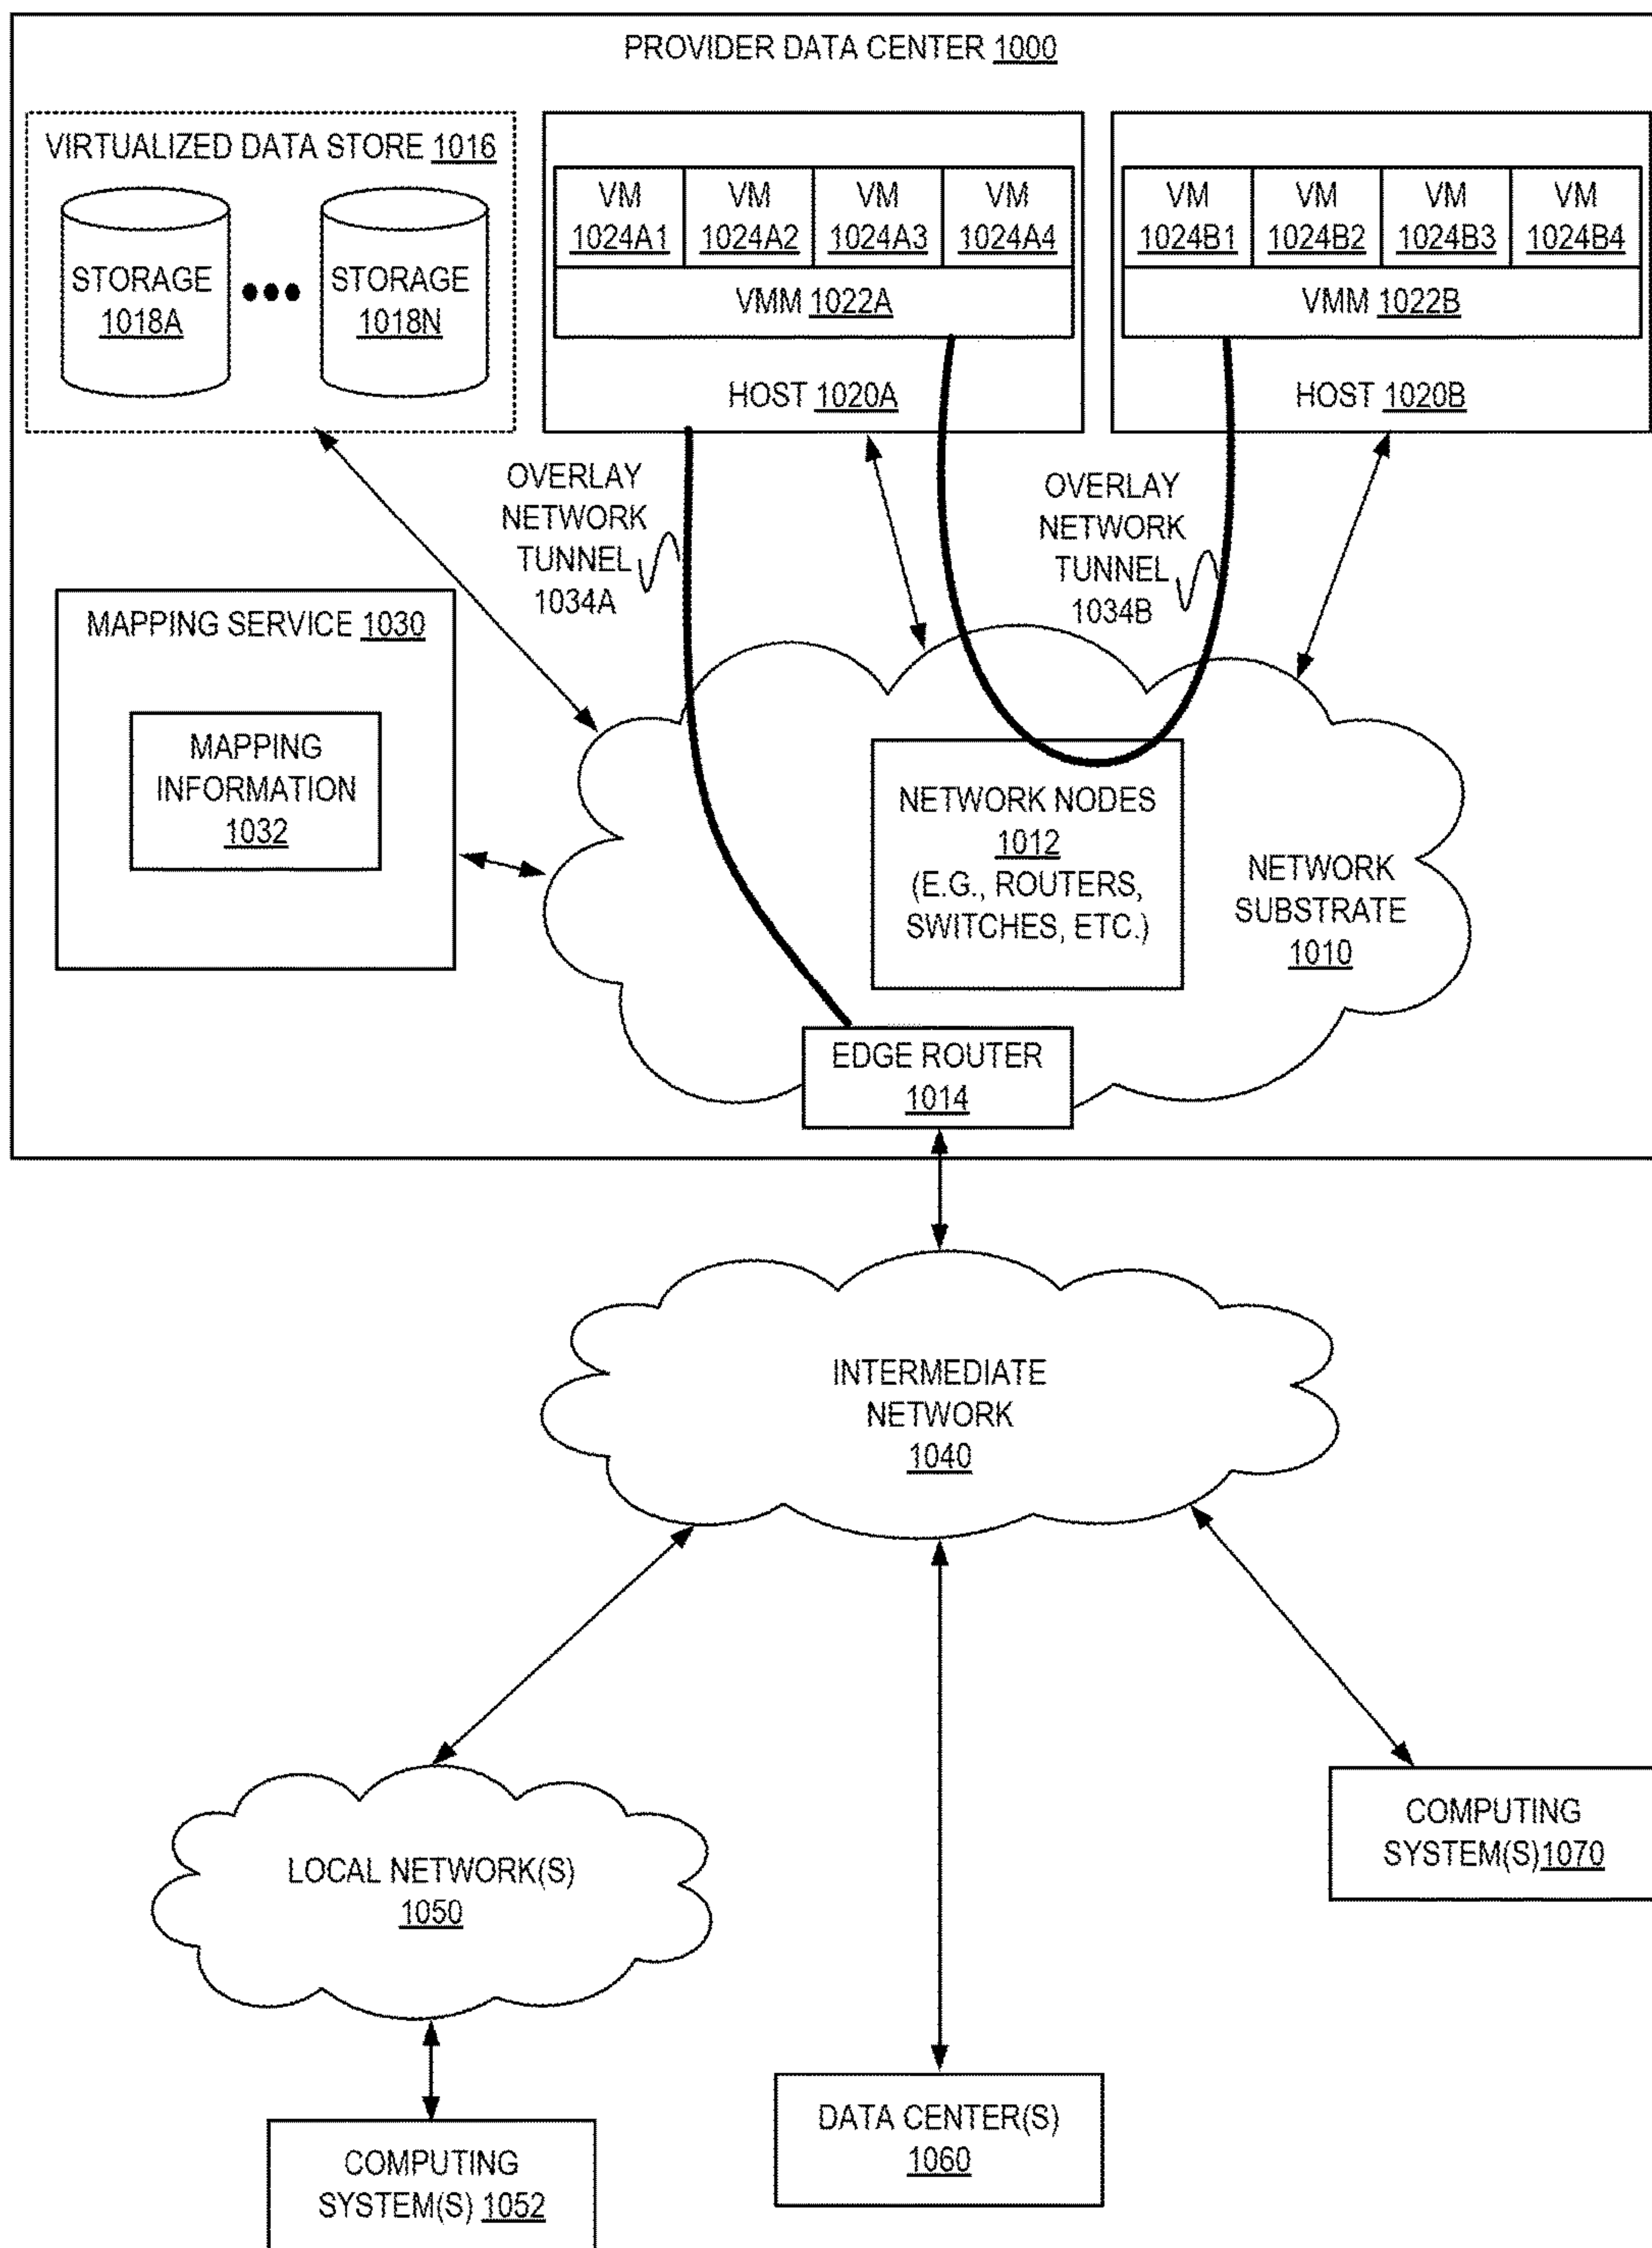 PROVIDER DATA CENTER 1000
VIRTUALIZED DATA STORE 1016
STORAGE
1018A
STORAGE
1018N
VM
1024A1
VM
1024A2
VM
1024A3
VM
1024A4
VMM 1022A
HOST 1020A
VM
1024B1
VM
1024B2
VM
1024B3
VM
1024B4
VMM 1022B
HOST 1020B
OVERLAY
NETWORK
TUNNEL
1034A
OVERLAY
NETWORK
TUNNEL
1034B
MAPPING SERVICE 1030
MAPPING
INFORMATION
1032
NETWORK NODES
1012
(E.G., ROUTERS,
SWITCHES, ETC.)
NETWORK
SUBSTRATE
1010
EDGE ROUTER
1014
INTERMEDIATE
NETWORK
1040
LOCAL NETWORK(S)
1050
COMPUTING
SYSTEM(S)1070
DATA CENTER(S)
1060
COMPUTING
SYSTEM(S) 1052